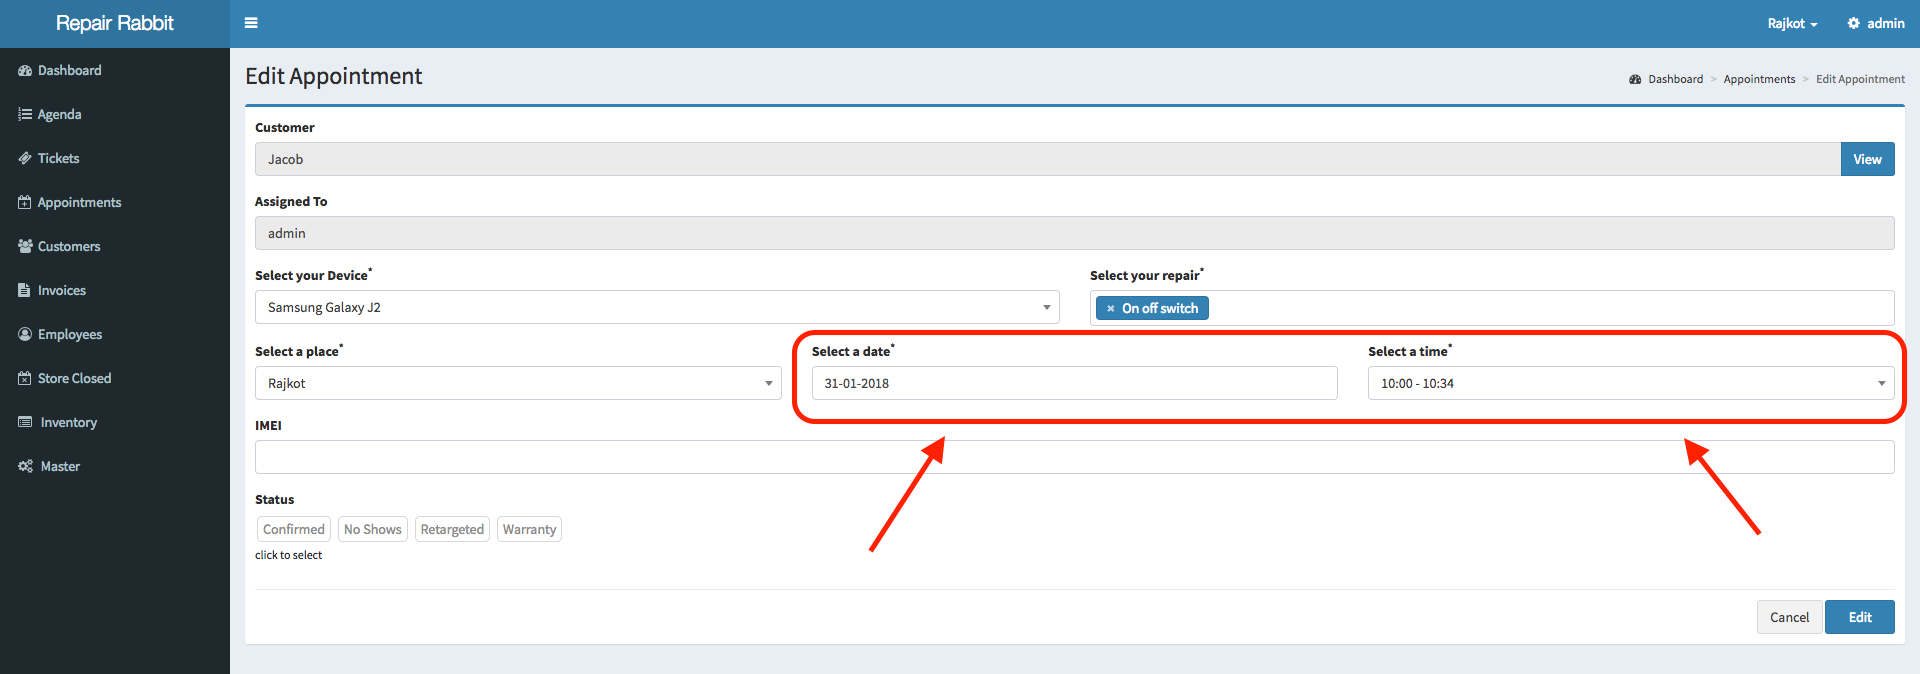 Repair Rabbit
Rajkot
admin
Dashboard
Agenda
Tickets
Appointments
Customers
Invoices
Employees
Store Closed
Inventory
Master
Edit Appointment
Dashboard > Appointments > Edit Appointment
Customer
Jacob
View
Assigned To
admin
Select your Device*
Select your repair*
Samsung Galaxy J2
× On off switch
Select a place*
Select a date*
Select a time*
Rajkot
31-01-2018
10:00 - 10:34
IMEI
Status
Confirmed No Shows Retargeted Warranty
click to select
Cancel Edit